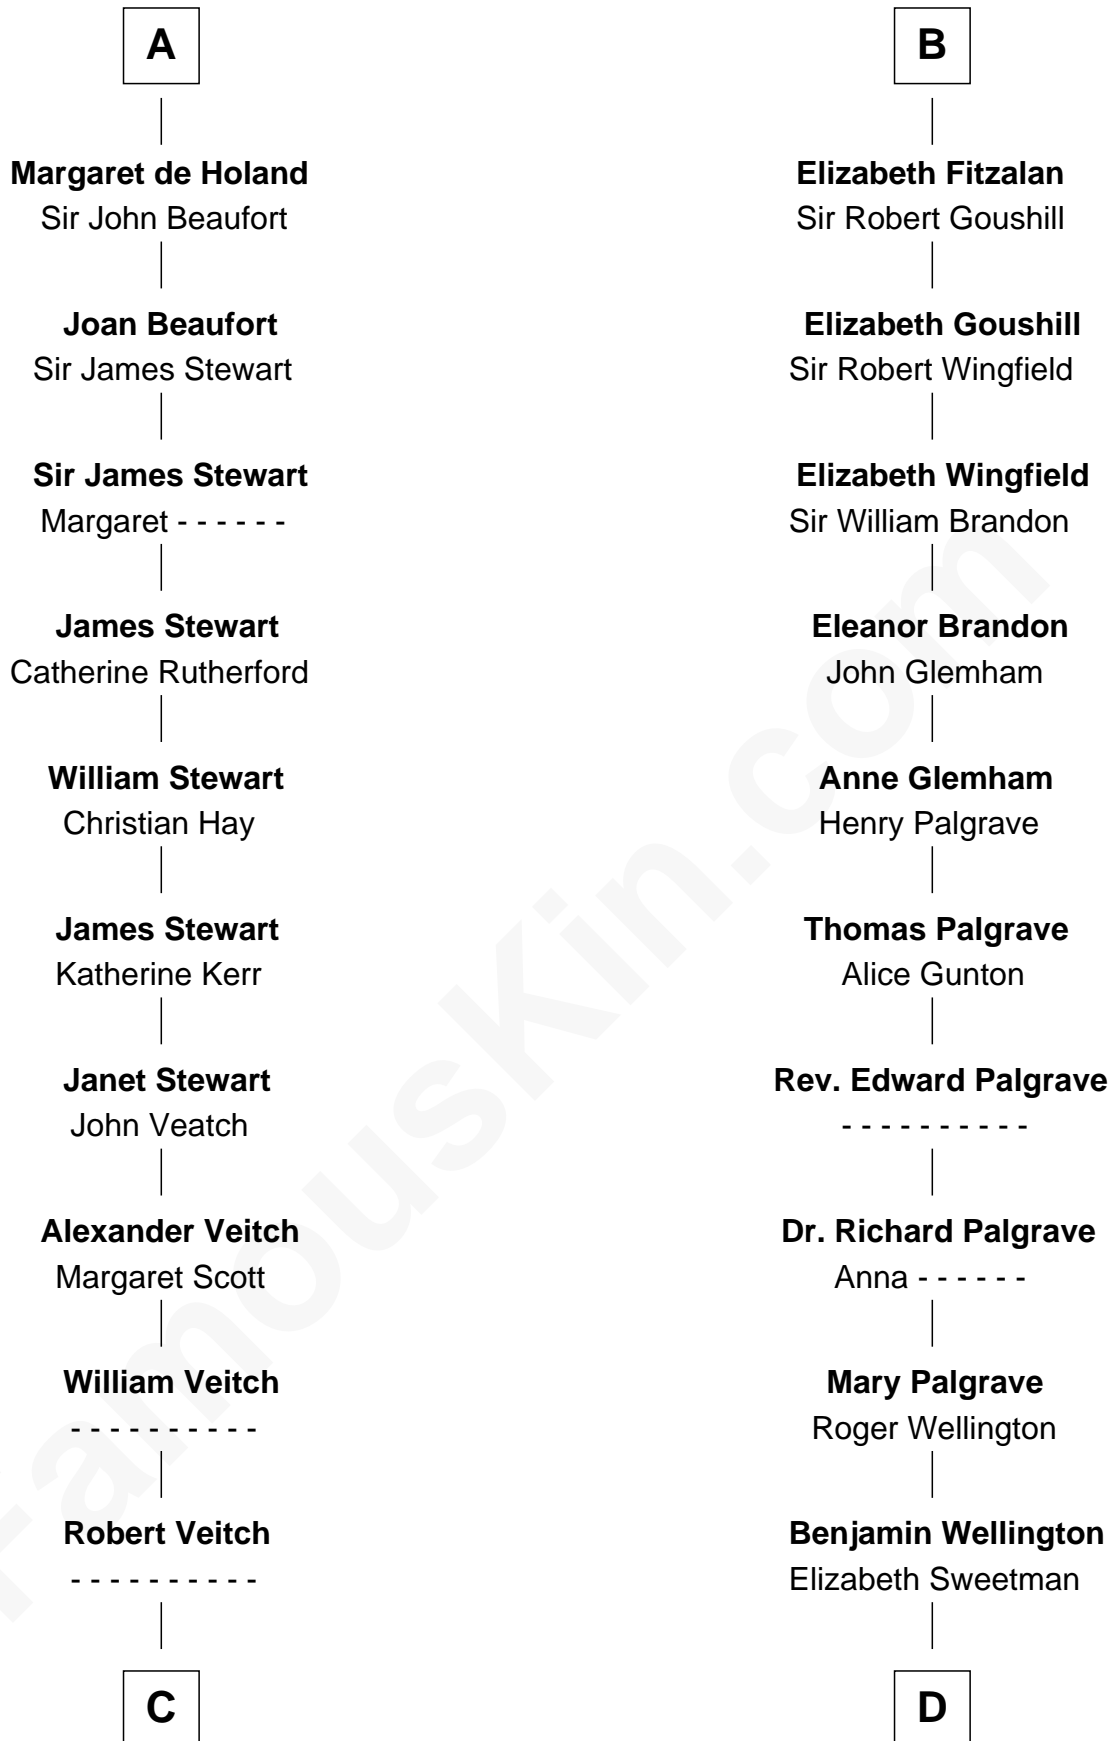 A
Margaret de Holand
Sir John Beaufort
Joan Beaufort
Sir James Stewart
Sir James Stewart
Margaret - - - - - -
James Stewart
Catherine Rutherford
William Stewart
Christian Hay
James Stewart
Katherine Kerr
Janet Stewart
John Veatch
Alexander Veitch
Margaret Scott
William Veitch
- - - - - - - - - -
Robert Veitch
- - - - - - - - - -
C
B
Elizabeth Fitzalan
Sir Robert Goushill
Elizabeth Goushill
Sir Robert Wingfield
Elizabeth Wingfield
Sir William Brandon
Eleanor Brandon
John Glemham
Anne Glemham
Henry Palgrave
Thomas Palgrave
Alice Gunton
Rev. Edward Palgrave
- - - - - - - - - -
Dr. Richard Palgrave
Anna - - - - - -
Mary Palgrave
Roger Wellington
Benjamin Wellington
Elizabeth Sweetman
D
FamousKin.com